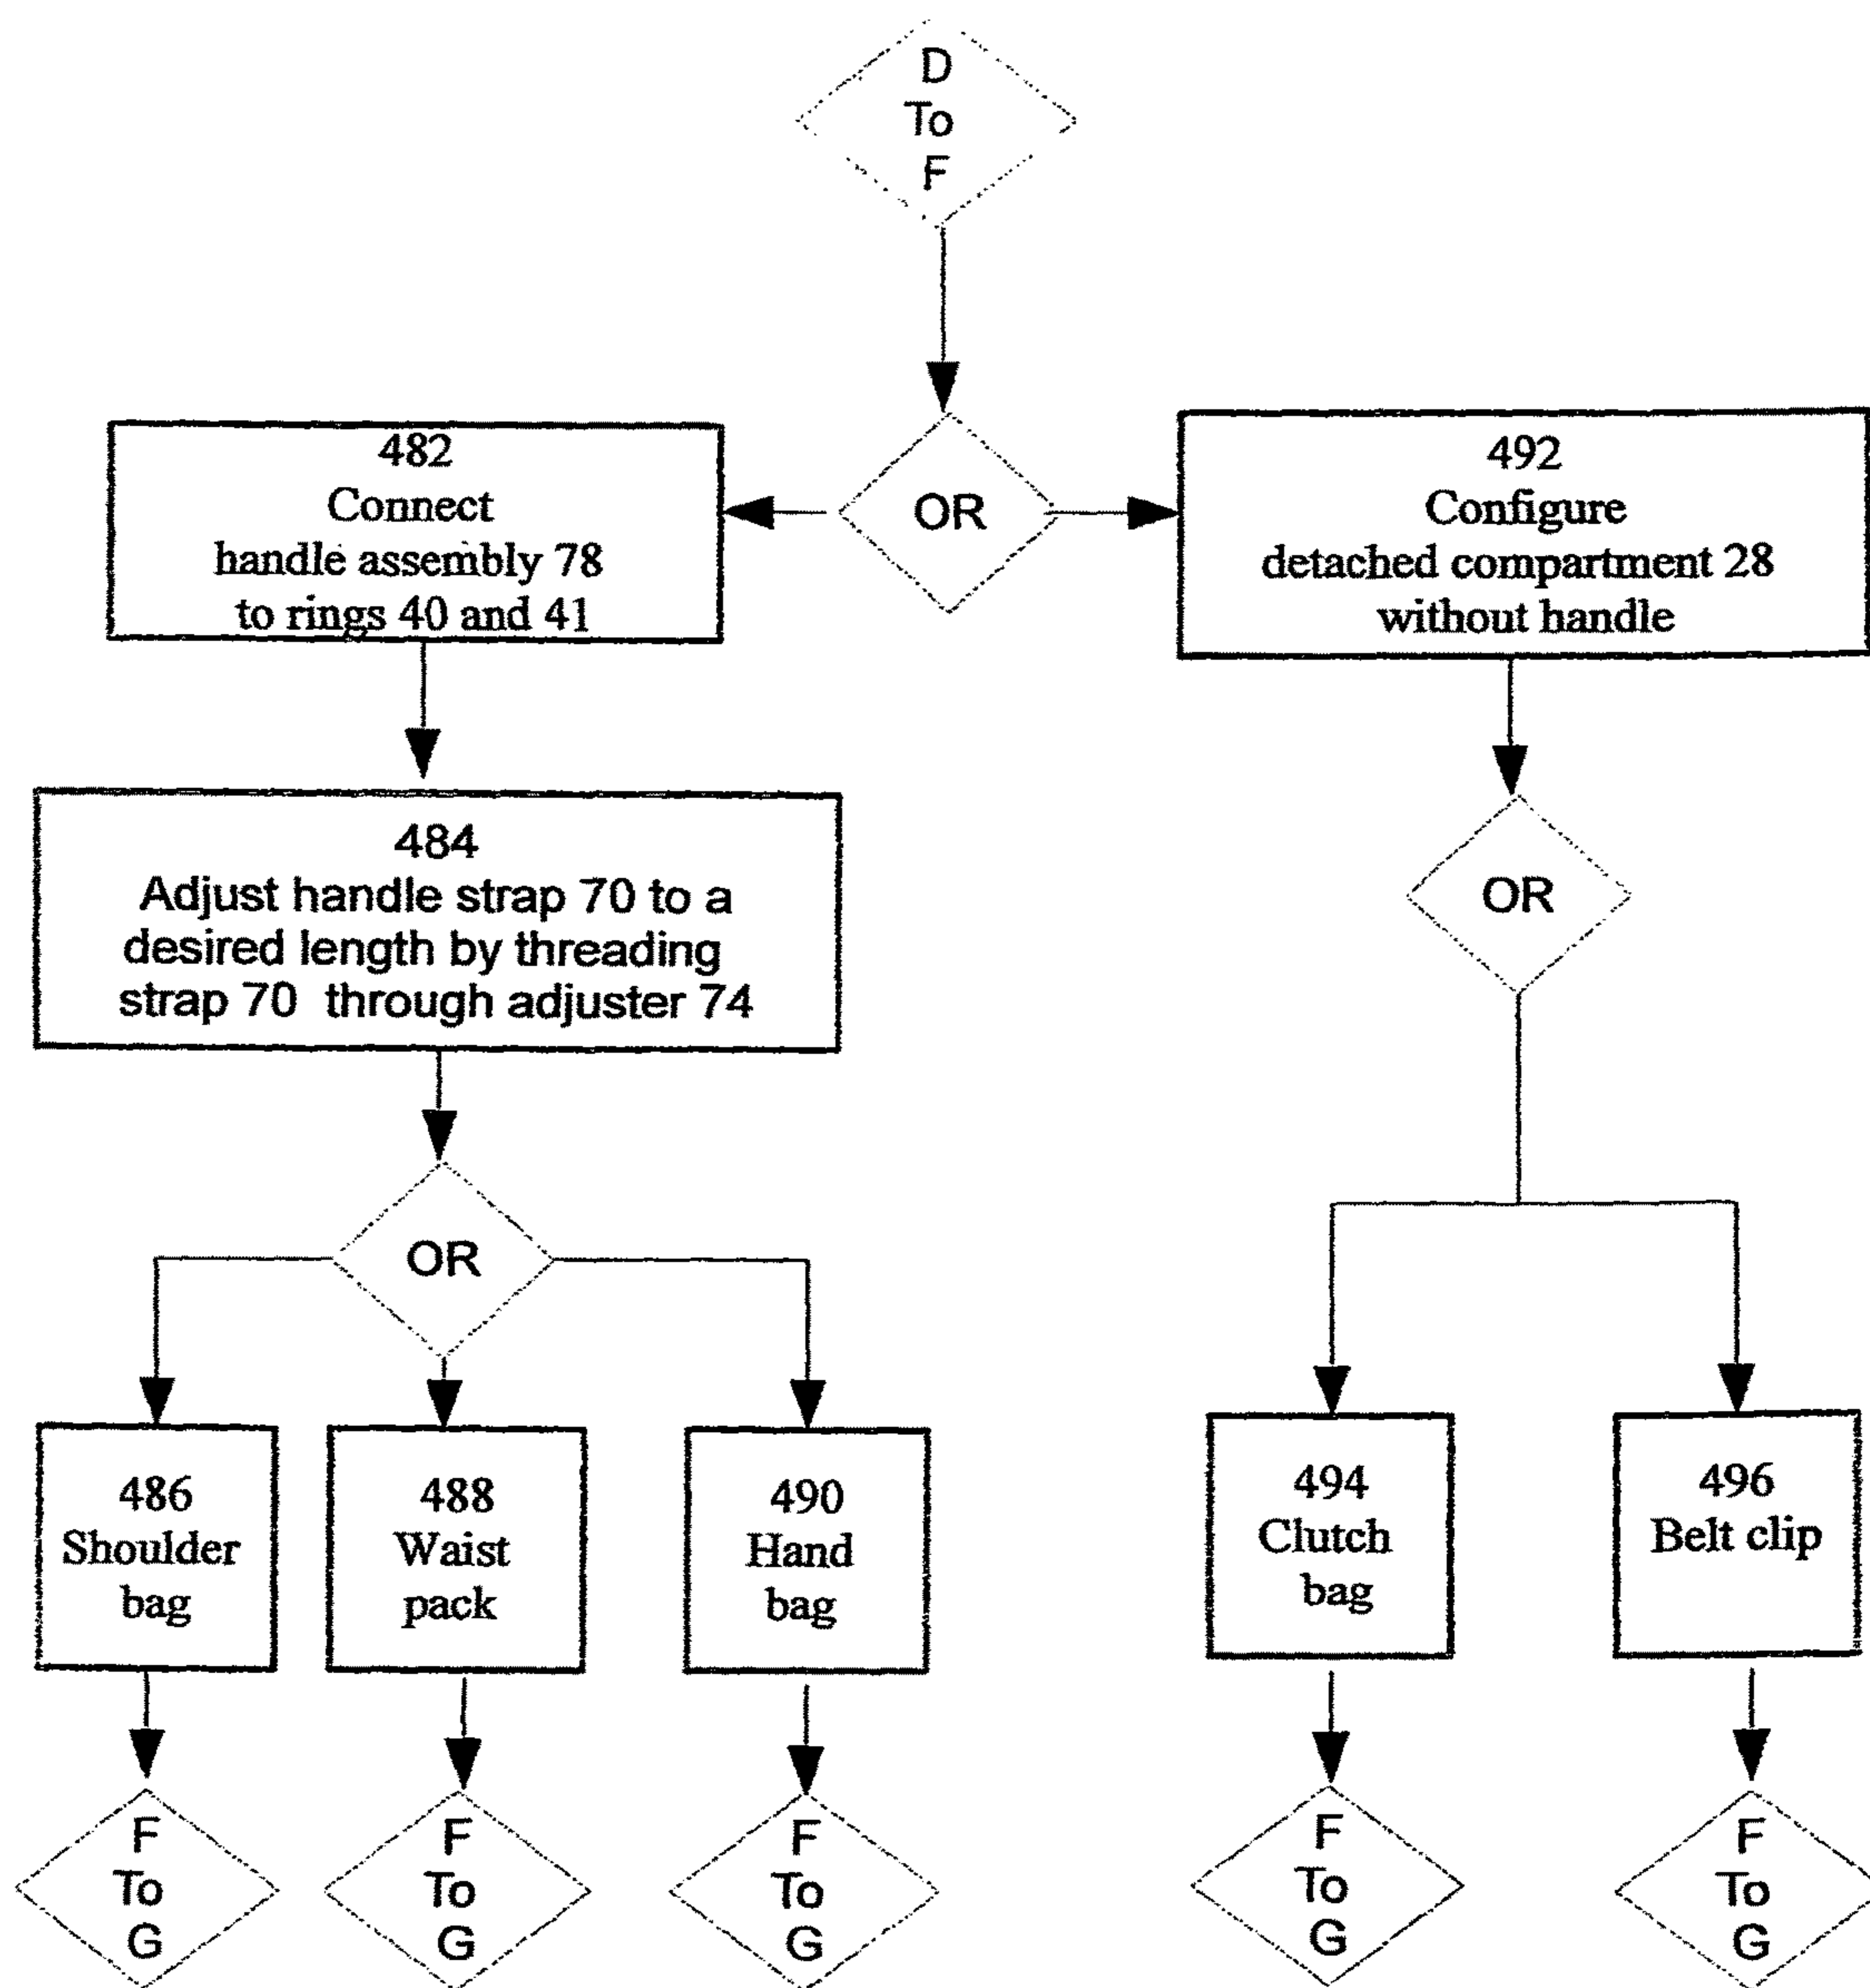 D
To
F
OR
482
Connect
handle assembly 78
to rings 40 and 41
492
Configure
detached compartment 28
without handle
484
Adjust handle strap 70 to a
desired length by threading
strap 70 through adjuster 74
OR
OR
486
Shoulder
bag
488
Waist
pack
490
Hand
bag
494
Clutch
bag
496
Belt clip
F
To
G
F
To
G
F
To
G
F
To
G
F
To
G